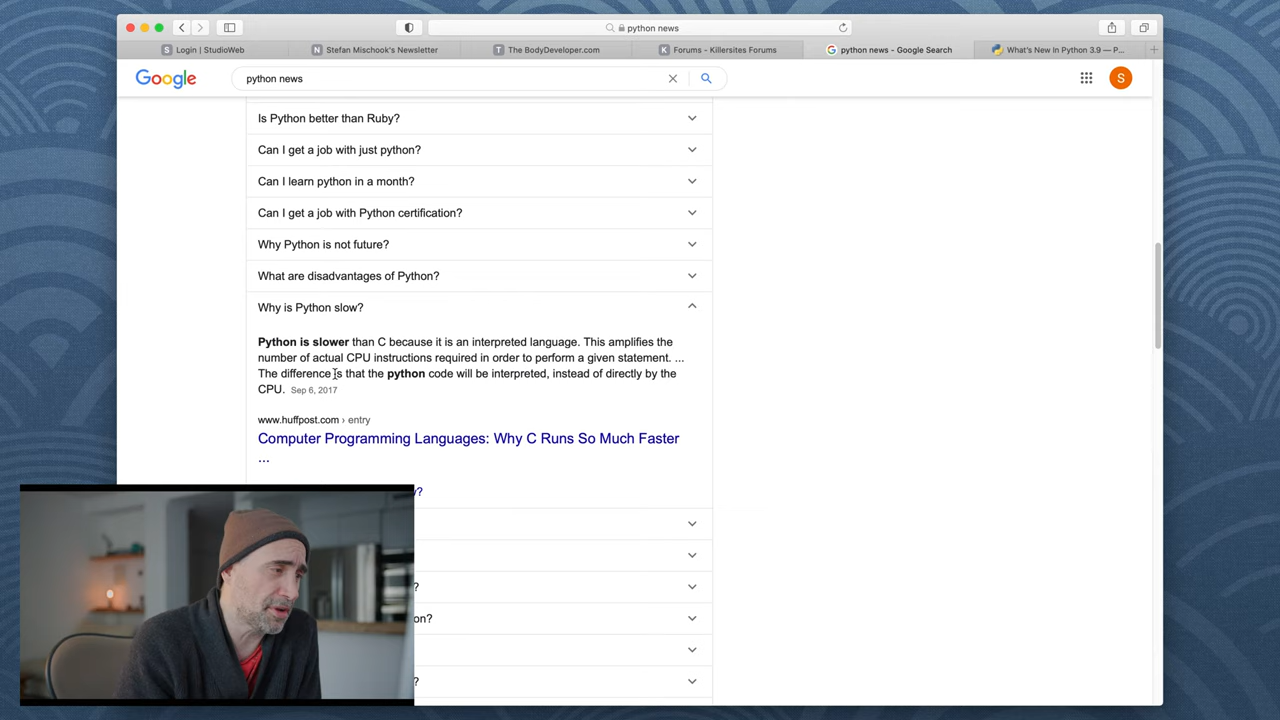 python news
Login | StudioWeb
Stefan Mischook's Newsletter
The BodyDeveloper.com
Forums - Killersites Forums
python news - Google Search
What's New In Python 3.9 — P...
Google
python news
S
Is Python better than Ruby?
Can I get a job with just python?
Can I learn python in a month?
Can I get a job with Python certification?
Why Python is not future?
What are disadvantages of Python?
Why is Python slow?
Python is slower than C because it is an interpreted language. This amplifies the
number of actual CPU instructions required in order to perform a given statement. ...
The difference is that the python code will be interpreted, instead of directly by the
CPU. Sep 6, 2017
www.huffpost.com › entry
Computer Programming Languages: Why C Runs So Much Faster
...
y?
?
on?
?